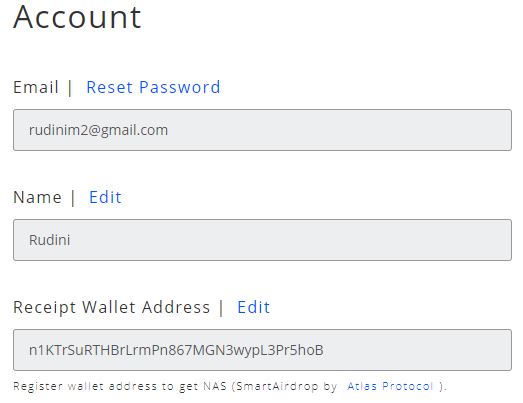 Account
Email | Reset Password
rudinim2@gmail.com
Name | Edit
Rudini
Receipt Wallet Address | Edit
n1KTrSuRTHBrLrmPn867MGN3wypL3Pr5hoB
Register wallet address to get NAS (SmartAirdrop by Atlas Protocol ).